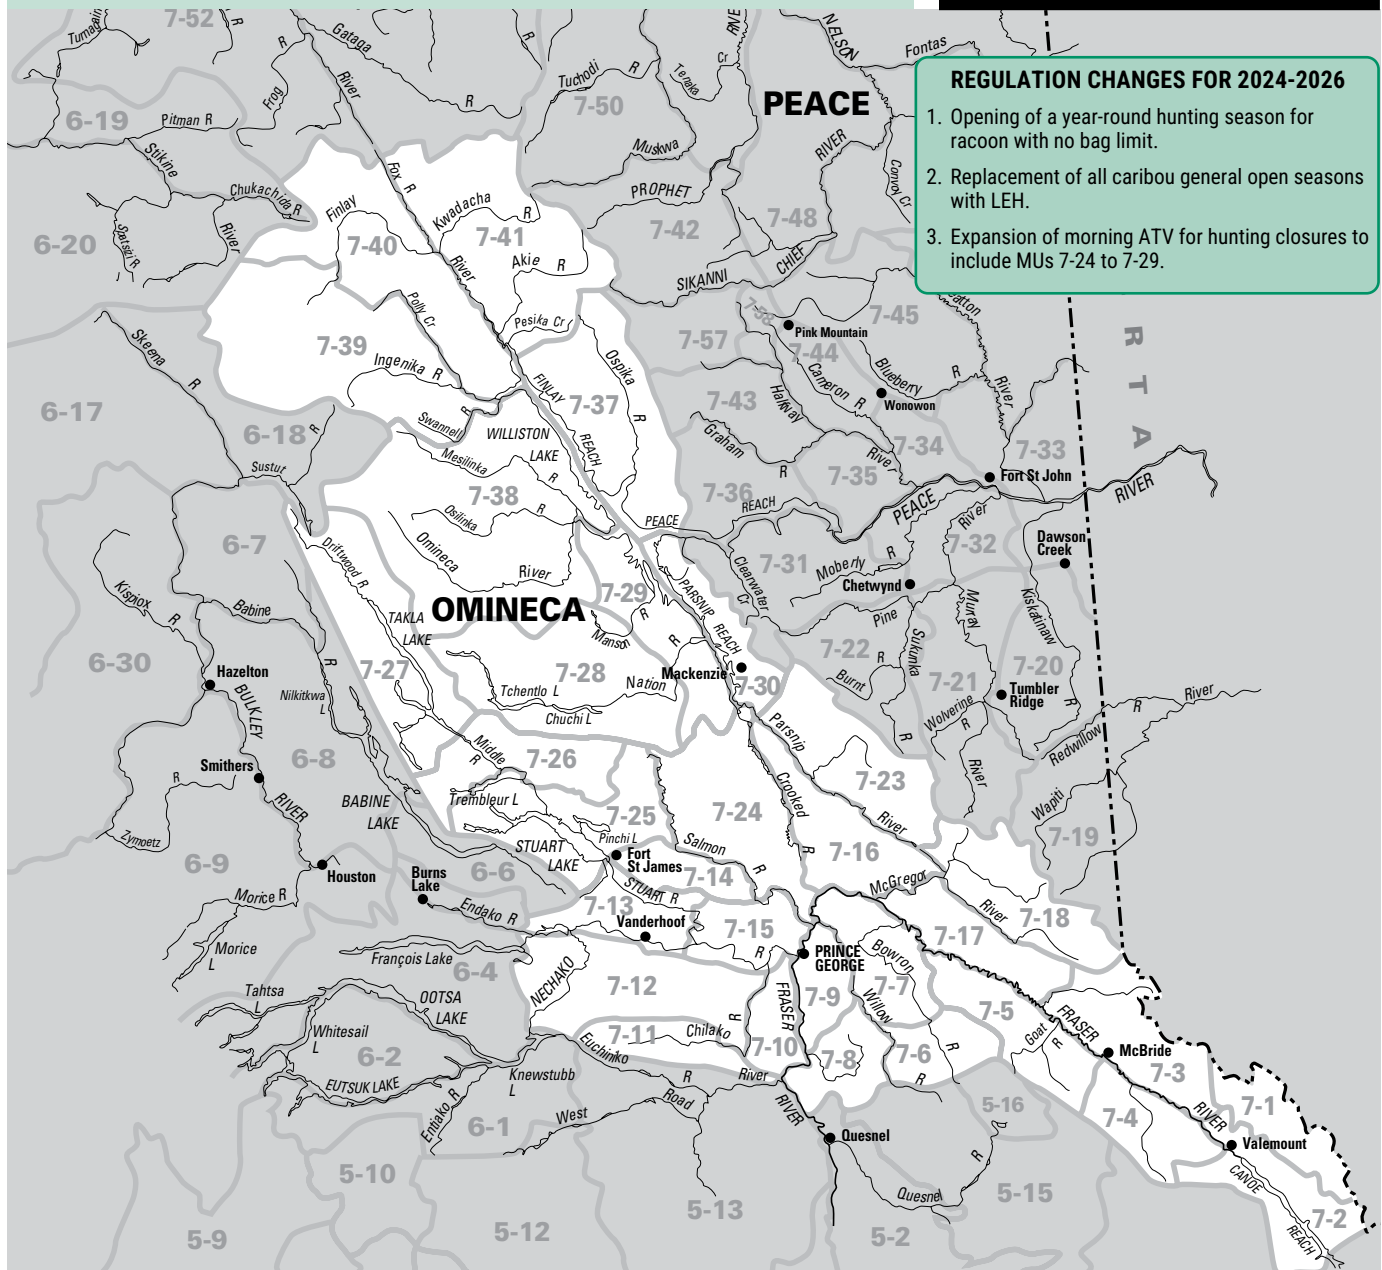 7-52
R
Tumagain
Gataga
R
RIVER
NELSON
Fontas
Frog
R
River
R
Tuchodi
R
Tenaka
Cr
7-50
PEACE
REGULATION CHANGES FOR 2024-2026
1. Opening of a year-round hunting season for
racoon with no bag limit.
2. Replacement of all caribou general open seasons
with LEH.
3. Expansion of morning ATV for hunting closures to
include MUs 7-24 to 7-29.
6-19
Pitman R
Stikine
Chukachida R
Fox
R
Muskwa
PROPHET
RIVER
Conroy Cr
6-20
Spatsizi R
River
Finlay
7-40
Kwadacha
R
7-41
Akie R
River
7-42
7-48
SIKANNI
CHIEF
Polly Cr
Pesika Cr
7-58
Pink Mountain
7-45
Skeena
R
7-39
Ingenika R
Ospika
R
7-57
7-44
Cameron R
Blueberry
R
River
R
T
A
6-17
6-18
R
Swannell
R
WILLISTON
LAKE
FINLAY
REACH
7-37
7-43
Halfway
Wonowon
Graham
R
River
7-34
7-33
Sustut
Mesilinka
R
7-38
7-35
Fort St John
7-36
REACH
PEACE
PEACE
RIVER
Osilinka
R
Omineca
River
6-7
Driftwood R
7-29
OMINECA
Clearwater
Cr
7-31
Moberly
R
River
7-32
Dawson
Creek
Chetwynd
Kispiox
R
Babine
R
TAKLA
LAKE
PARSNIP
REACH
Pine
Murray
Kiskatinaw
6-30
Hazelton
7-27
Manson
R
7-28
R
Nation
Tchentlo L
Chuchi L
Mackenzie
7-30
7-22
R
Burnt
Sukunka
R
7-21
7-20
R
Tumbler
Ridge
Wolverine
R
River
River
R
Redwillow
Nilkitkwa
L
BULKLEY
6-8
Smithers
R
Zymoetz
RIVER
BABINE
LAKE
Middle
R
7-26
Trembleur L
7-25
Pinchi L
7-24
Parsnip
River
7-23
Crooked
R
Wapiti
7-19
STUART
LAKE
Fort
St James
Salmon
R
7-14
7-16
6-9
Houston
Burns
Lake
6-6
Morice R
Endako R
7-13
STUART R
Vanderhoof
7-15
R
McGregor
River
7-18
7-17
Morice
L
François Lake
6-4
NECHAKO
7-12
PRINCE
GEORGE
Bowron
7-7
7-9
Willow
7-5
Tahtsa
L
OOTSA
LAKE
Whitesail
L
6-2
EUTSUK LAKE
7-11
Chilako
R
FRASER
7-10
7-8
7-6
R
R
Goat
R
FRASER
McBride
7-3
Euchiniko
R
River
Knewstubb
L
Entiako R
6-1
West
Road
RIVER
Quesnel
5-16
7-4
RIVER
7-1
Valemount
CANOE
REACH
7-2
5-10
5-9
5-12
5-13
Quesnel
R
5-15
5-2